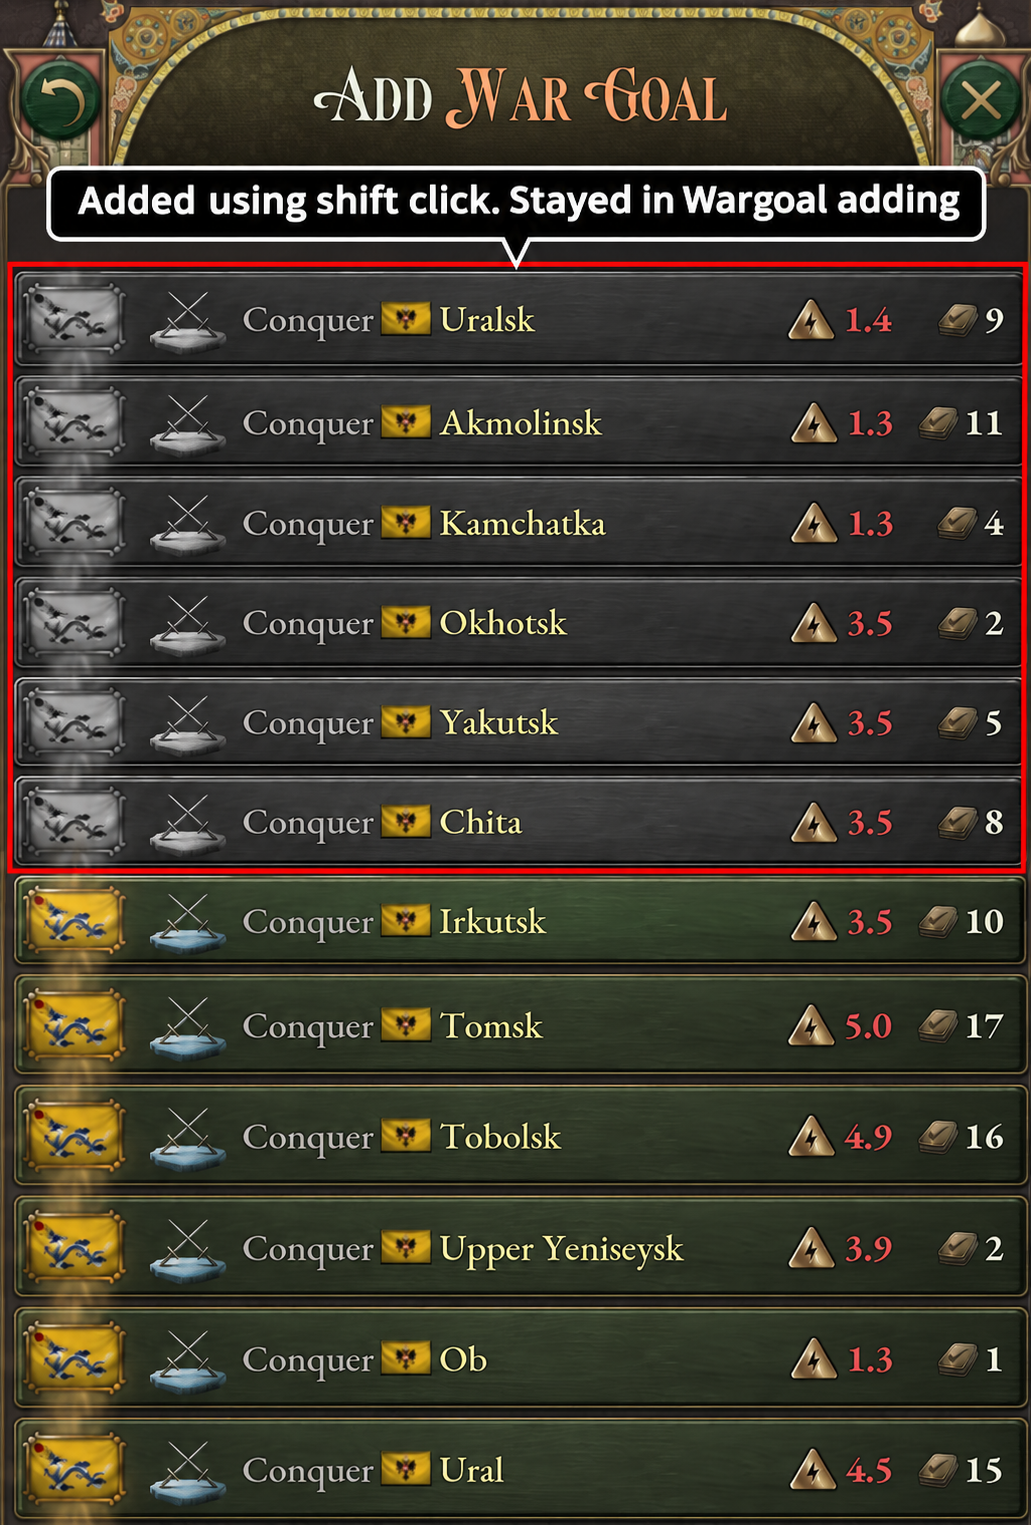 Add War Goal
Added using shift click. Stayed in Wargoal adding
Conquer Uralsk 1.4 9
Conquer Akmolinsk 1.3 11
Conquer Kamchatka 1.3 4
Conquer Okhotsk 3.5 2
Conquer Yakutsk 3.5 5
Conquer Chita 3.5 8
Conquer Irkutsk 3.5 10
Conquer Tomsk 5.0 17
Conquer Tobolsk 4.9 16
Conquer Upper Yeniseysk 3.9 2
Conquer Ob 1.3 1
Conquer Ural 4.5 15